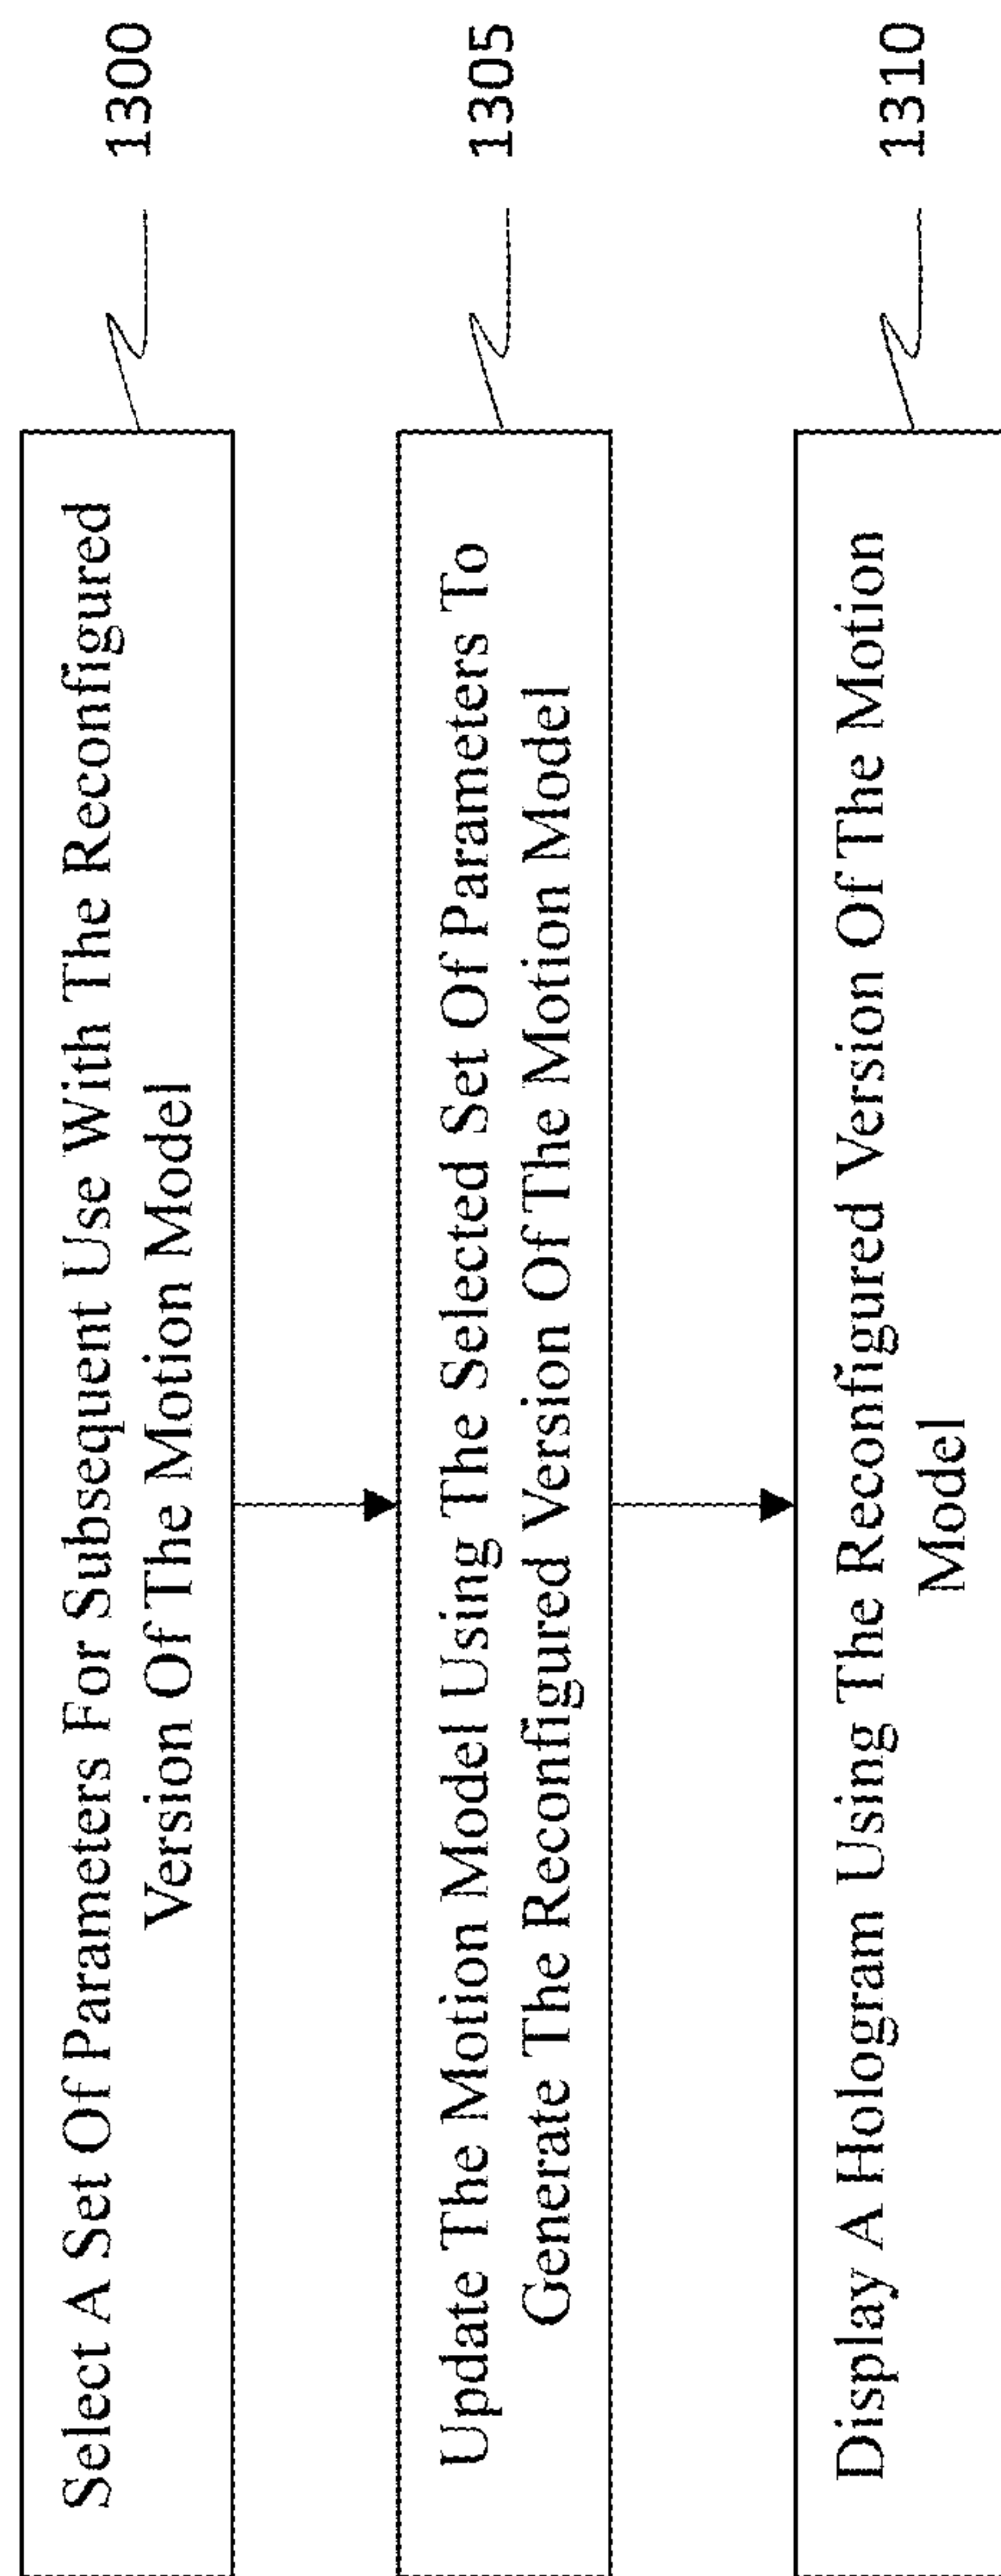 Select A Set Of Parameters For Subsequent Use With The Reconfigured
Version Of The Motion Model
1300
Update The Motion Model Using The Selected Set Of Parameters To
Generate The Reconfigured Version Of The Motion Model
1305
Display A Hologram Using The Reconfigured Version Of The Motion
Model
1310